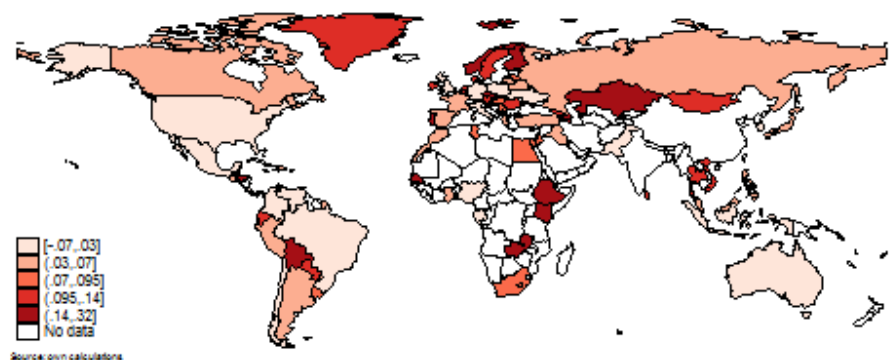 [-.07,.03]
(.03,.07]
(.07,.095]
(.095,.14]
(.14,.32]
No data
Source: own calculations